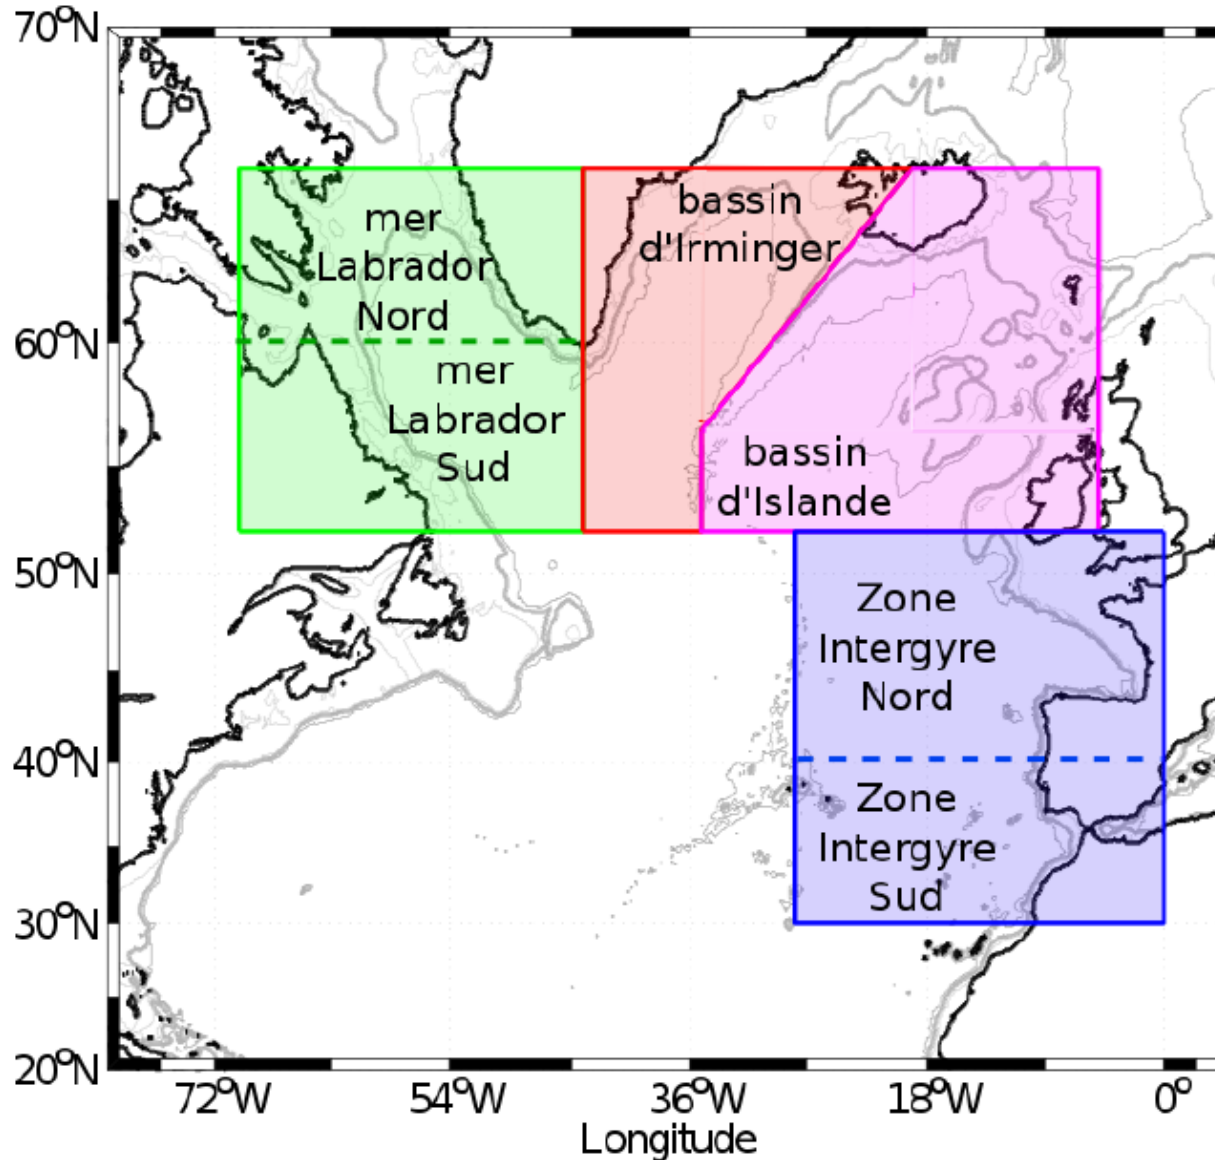 70°N
mer
Labrador
Nord
bassin
d'Irminger
60°N
mer
Labrador
Sud
bassin
d'Islande
50°N
Zone
Intergyre
Nord
40°N
Zone
Intergyre
Sud
30°N
20°N
72°W 54°W 36°W 18°W 0°
Longitude